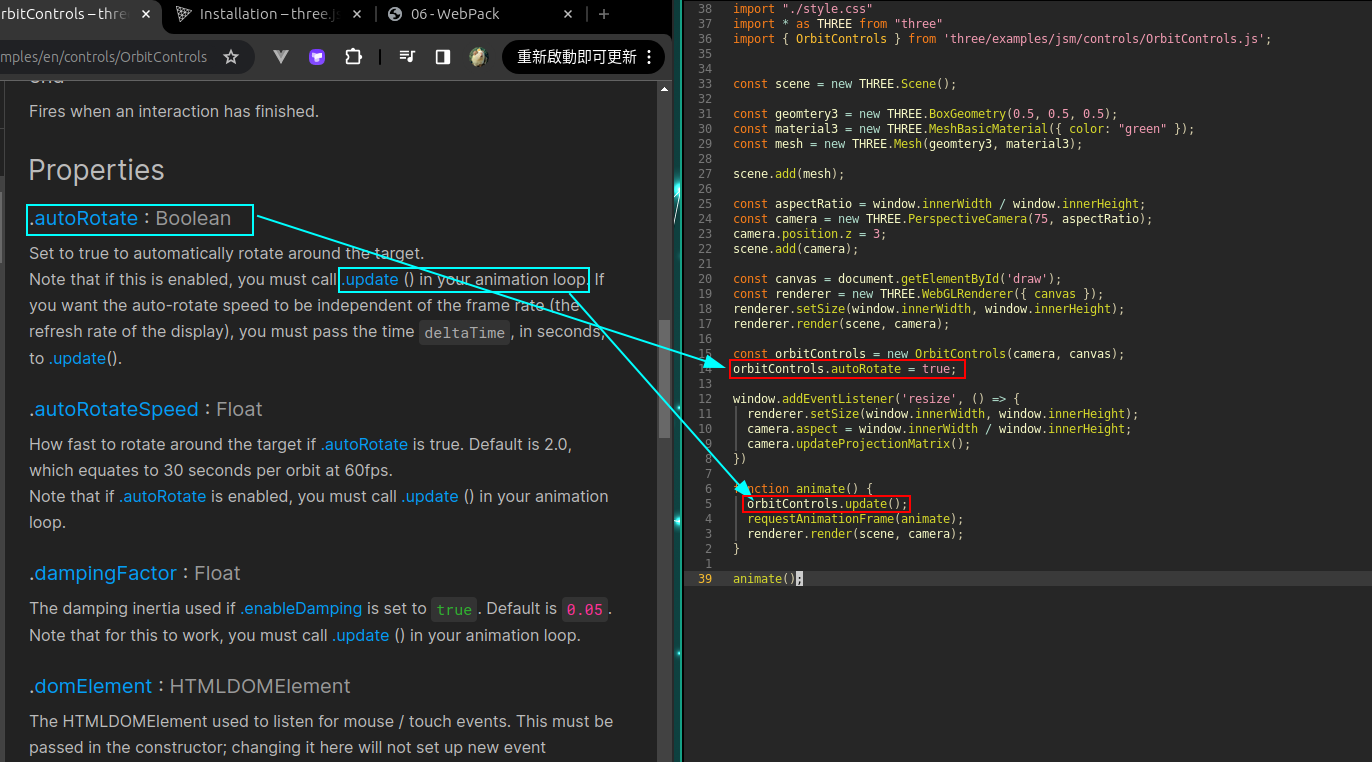 rbitControls – three
Installation – three.js
06 - WebPack
mples/en/controls/OrbitControls
重新啟動即可更新
End
Fires when an interaction has finished.
Properties
.autoRotate : Boolean
Set to true to automatically rotate around the target.
Note that if this is enabled, you must call .update () in your animation loop. If
you want the auto-rotate speed to be independent of the frame rate (the
refresh rate of the display), you must pass the time deltaTime, in seconds,
to .update().
.autoRotateSpeed : Float
How fast to rotate around the target if .autoRotate is true. Default is 2.0,
which equates to 30 seconds per orbit at 60fps.
Note that if .autoRotate is enabled, you must call .update () in your animation
loop.
.dampingFactor : Float
The damping inertia used if .enableDamping is set to true. Default is 0.05.
Note that for this to work, you must call .update () in your animation loop.
.domElement : HTMLDOMElement
The HTMLDOMElement used to listen for mouse / touch events. This must be
passed in the constructor; changing it here will not set up new event
38 import "./style.css"
37 import * as THREE from "three"
36 import { OrbitControls } from 'three/examples/jsm/controls/OrbitControls.js';
35
34
33 const scene = new THREE.Scene();
32
31 const geomtery3 = new THREE.BoxGeometry(0.5, 0.5, 0.5);
30 const material3 = new THREE.MeshBasicMaterial({ color: "green" });
29 const mesh = new THREE.Mesh(geomtery3, material3);
28
27 scene.add(mesh);
26
25 const aspectRatio = window.innerWidth / window.innerHeight;
24 const camera = new THREE.PerspectiveCamera(75, aspectRatio);
23 camera.position.z = 3;
22 scene.add(camera);
21
20 const canvas = document.getElementById('draw');
19 const renderer = new THREE.WebGLRenderer({ canvas });
18 renderer.setSize(window.innerWidth, window.innerHeight);
17 renderer.render(scene, camera);
16
15 const orbitControls = new OrbitControls(camera, canvas);
14 orbitControls.autoRotate = true;
13
12 window.addEventListener('resize', () => {
11 renderer.setSize(window.innerWidth, window.innerHeight);
10 camera.aspect = window.innerWidth / window.innerHeight;
9 camera.updateProjectionMatrix();
8 })
7
6 function animate() {
5 orbitControls.update();
4 requestAnimationFrame(animate);
3 renderer.render(scene, camera);
2 }
1
39 animate();